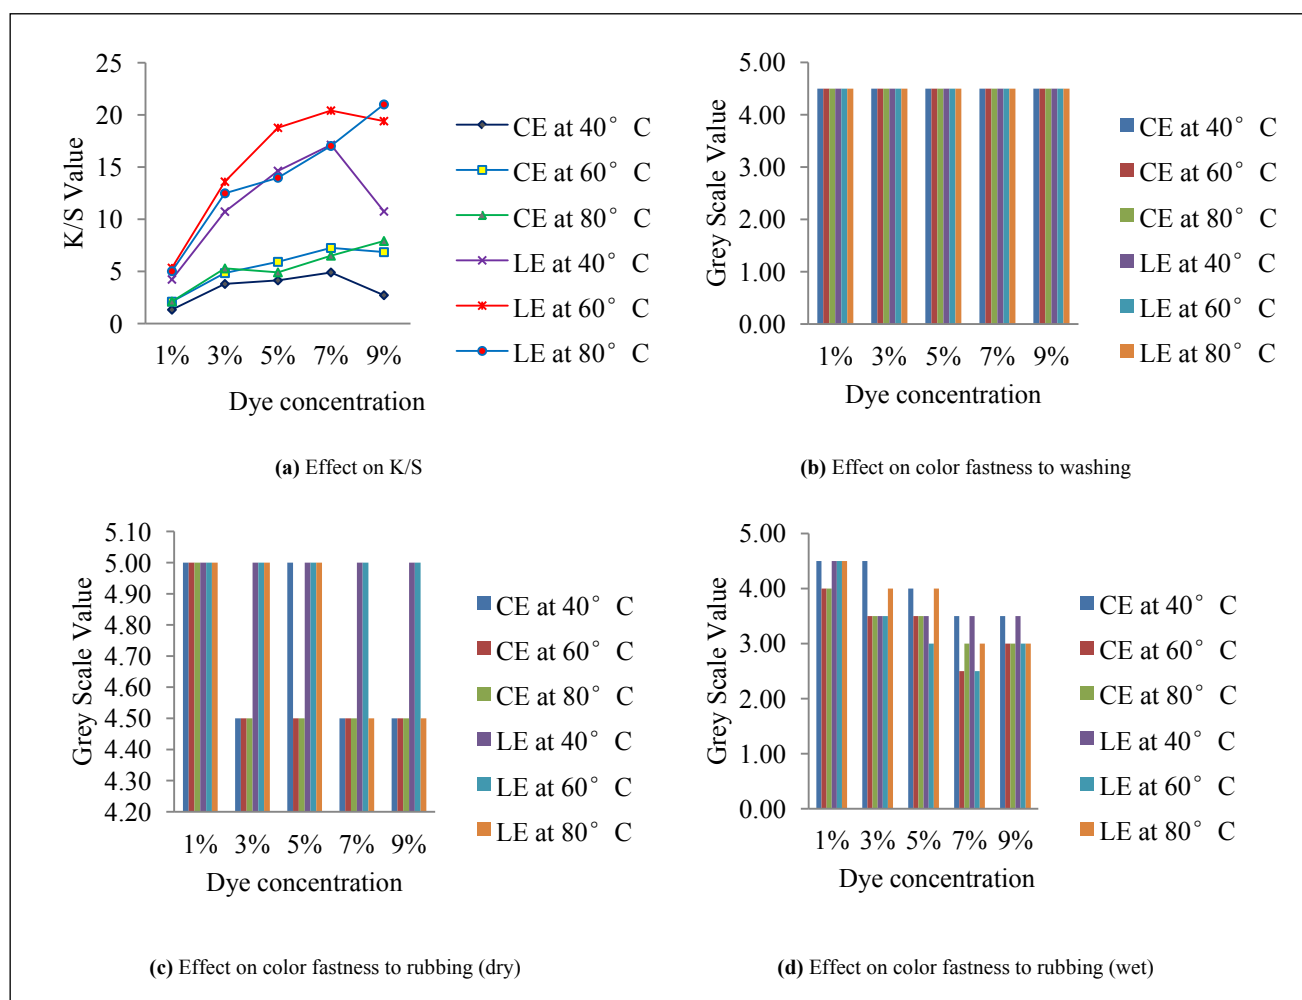 25
20
15
10
5
0
K/S Value
1% 3% 5% 7% 9%
Dye concentration
CE at 40° C
CE at 60° C
CE at 80° C
LE at 40° C
LE at 60° C
LE at 80° C
(a) Effect on K/S
5.00
4.00
3.00
2.00
1.00
0.00
Grey Scale Value
1% 3% 5% 7% 9%
Dye concentration
CE at 40° C
CE at 60° C
CE at 80° C
LE at 40° C
LE at 60° C
LE at 80° C
(b) Effect on color fastness to washing
5.10
5.00
4.90
4.80
4.70
4.60
4.50
4.40
4.30
4.20
Grey Scale Value
1% 3% 5% 7% 9%
Dye concentration
CE at 40° C
CE at 60° C
CE at 80° C
LE at 40° C
LE at 60° C
LE at 80° C
(c) Effect on color fastness to rubbing (dry)
5.00
4.00
3.00
2.00
1.00
0.00
Grey Scale Value
1% 3% 5% 7% 9%
Dye concentration
CE at 40° C
CE at 60° C
CE at 80° C
LE at 40° C
LE at 60° C
LE at 80° C
(d) Effect on color fastness to rubbing (wet)